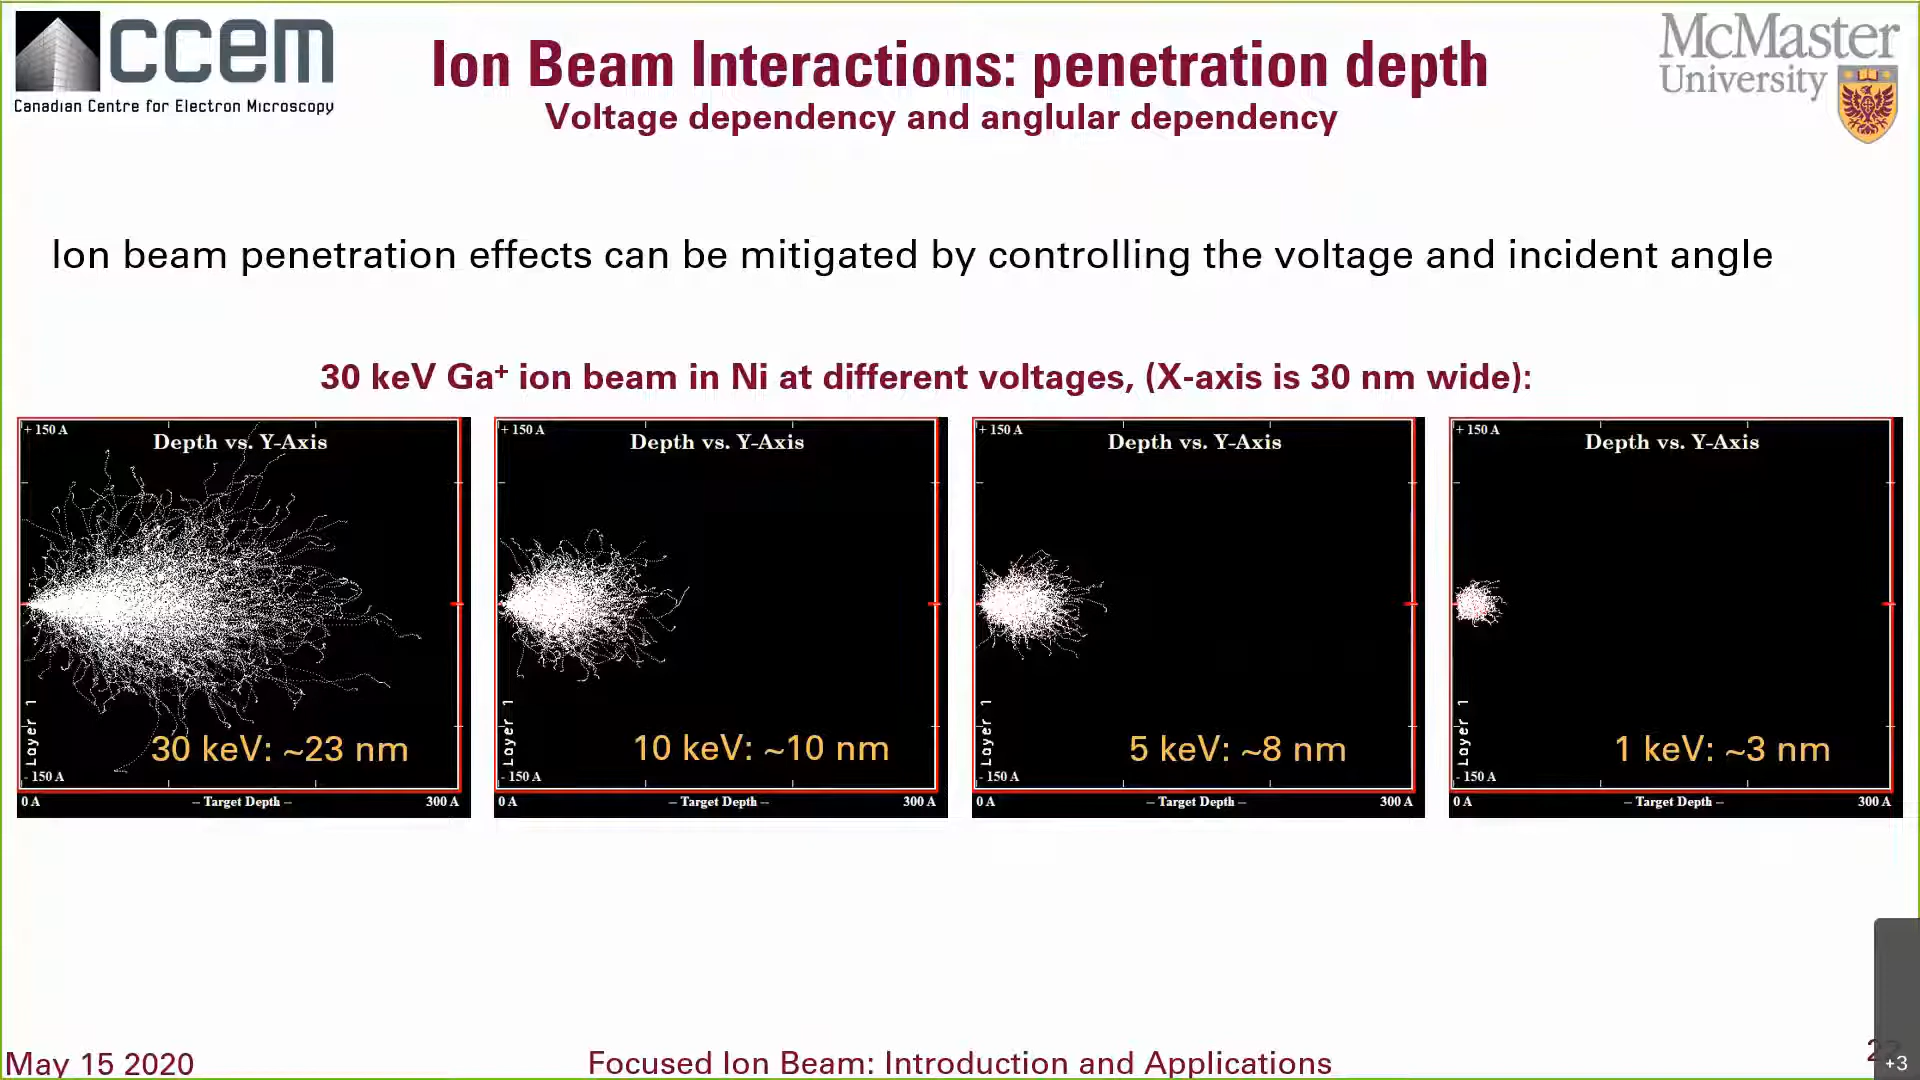 ccem
Canadian Centre for Electron Microscopy
Ion Beam Interactions: penetration depth
Voltage dependency and anglular dependency
McMaster
University
Ion beam penetration effects can be mitigated by controlling the voltage and incident angle
30 keV Ga+ ion beam in Ni at different voltages, (X-axis is 30 nm wide):
+ 150 A
Depth vs. Y-Axis
Layer 1
30 keV: ~23 nm
- 150 A
0 A
-- Target Depth --
300 A
+ 150 A
Depth vs. Y-Axis
Layer 1
10 keV: ~10 nm
- 150 A
0 A
-- Target Depth --
300 A
+ 150 A
Depth vs. Y-Axis
Layer 1
5 keV: ~8 nm
- 150 A
0 A
-- Target Depth --
300 A
+ 150 A
Depth vs. Y-Axis
Layer 1
1 keV: ~3 nm
- 150 A
0 A
-- Target Depth --
300 A
May 15 2020
Focused Ion Beam: Introduction and Applications
+3